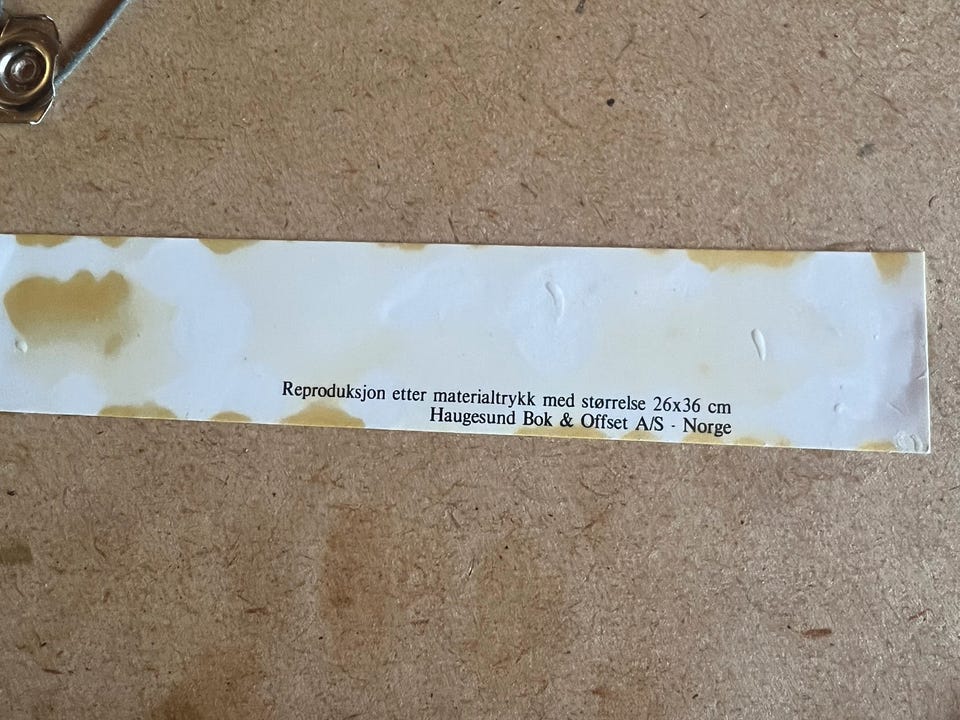 Reproduksjon etter materialtrykk med størrelse 26x36 cm
Haugesund Bok & Offset A/S - Norge